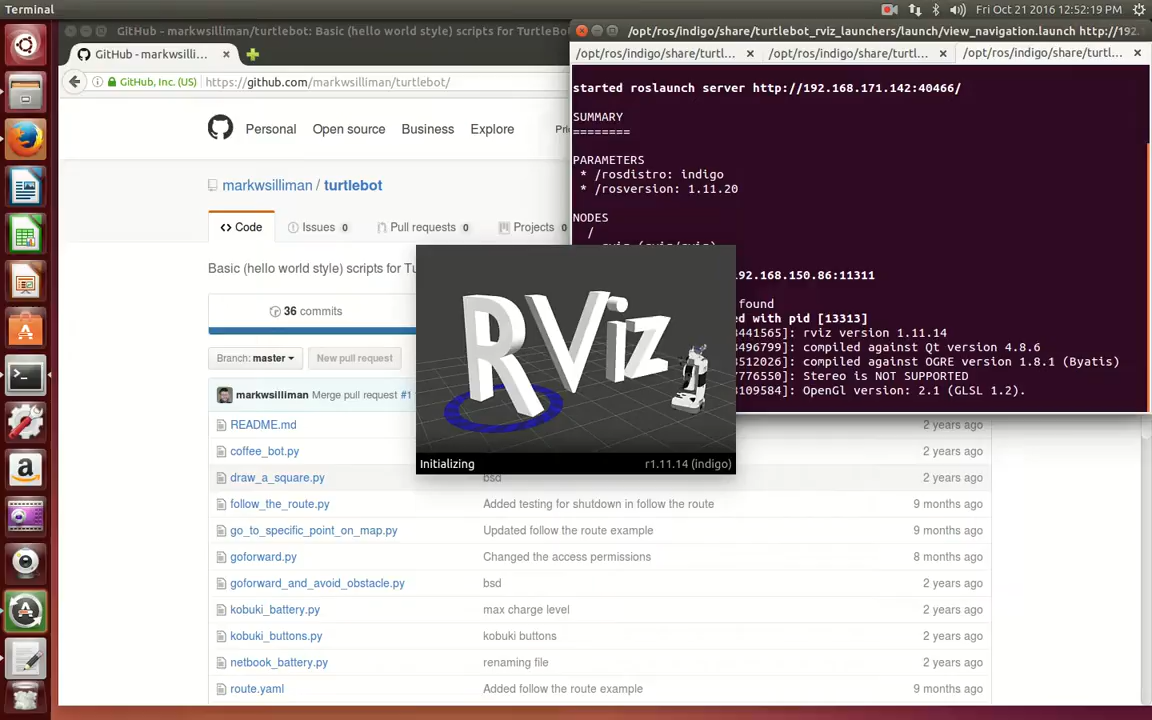 Terminal
Fri Oct 21 2016 12:52:19 PM
GitHub - markwsilliman/turtlebot: Basic (hello world style) scripts for TurtleBo
GitHub - markwsilli...
GitHub, Inc. (US)
https://github.com/markwsilliman/turtlebot/
Personal
Open source
Business
Explore
markwsilliman / turtlebot
Code
Issues 0
Pull requests 0
Projects 0
Basic (hello world style) scripts for Tu
36 commits
Branch: master
New pull request
markwsilliman Merge pull request #1
README.md
2 years ago
coffee_bot.py
2 years ago
draw_a_square.py
bsd
2 years ago
follow_the_route.py
Added testing for shutdown in follow the route
9 months ago
go_to_specific_point_on_map.py
Updated follow the route example
9 months ago
goforward.py
Changed the access permissions
8 months ago
goforward_and_avoid_obstacle.py
bsd
2 years ago
kobuki_battery.py
max charge level
2 years ago
kobuki_buttons.py
kobuki buttons
2 years ago
netbook_battery.py
renaming file
2 years ago
route.yaml
Added follow the route example
9 months ago
/opt/ros/indigo/share/turtlebot_rviz_launchers/launch/view_navigation.launch http://192.
/opt/ros/indigo/share/turtl...
/opt/ros/indigo/share/turtl...
/opt/ros/indigo/share/turtl...
started roslaunch server http://192.168.171.142:40466/
SUMMARY
========
PARAMETERS
* /rosdistro: indigo
* /rosversion: 1.11.20
NODES
/
.92.168.150.86:11311
found
ed with pid [13313]
8441565]: rviz version 1.11.14
3496799]: compiled against Qt version 4.8.6
3512026]: compiled against OGRE version 1.8.1 (Byatis)
7776550]: Stereo is NOT SUPPORTED
3109584]: OpenGl version: 2.1 (GLSL 1.2).
RViz
Initializing
r1.11.14 (indigo)